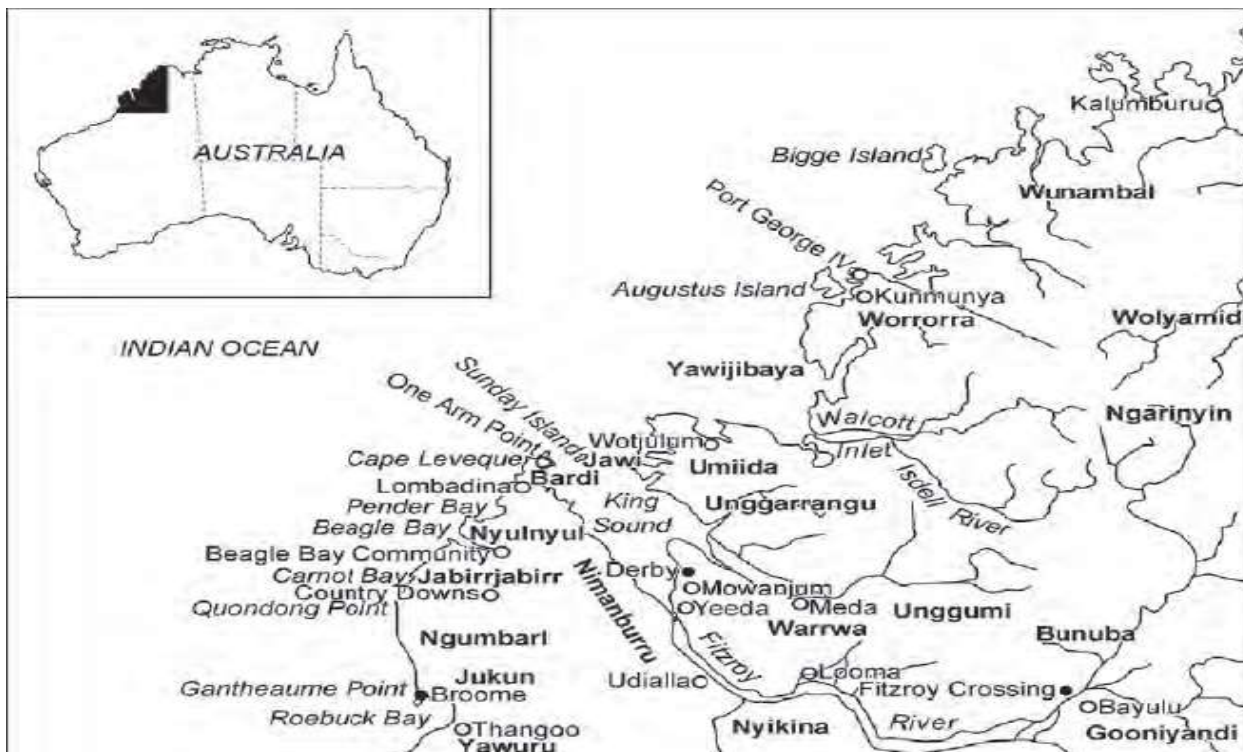 AUSTRALIA
Kalumburu
Bigge Island
Wunambal
Port George IV
Augustus Island
Kunmunya
Worrorra
Wolyamid
INDIAN OCEAN
Yawijibaya
Sunday Island
One Arm Point
Ngarinyin
Walcott
Inlet
Wotjulum
Cape Leveque
Jawi
Umiida
Bardi
Isdell River
Lombadina
King
Sound
Unggarrangu
Pender Bay
Beagle Bay
Nyulnyul
Beagle Bay Community
Nimanburru
Derby
Carnot Bay
Jabirrjabirr
Mowanjum
Country Downs
Yeeda
Meda
Unggumi
Quondong Point
Warrwa
Bunuba
Ngumbarl
Fitzroy
River
Looma
Jukun
Udialla
Fitzroy Crossing
Gantheaume Point
Broome
Bayulu
Roebuck Bay
Thangoo
Nyikina
Gooniyandi
Yawuru